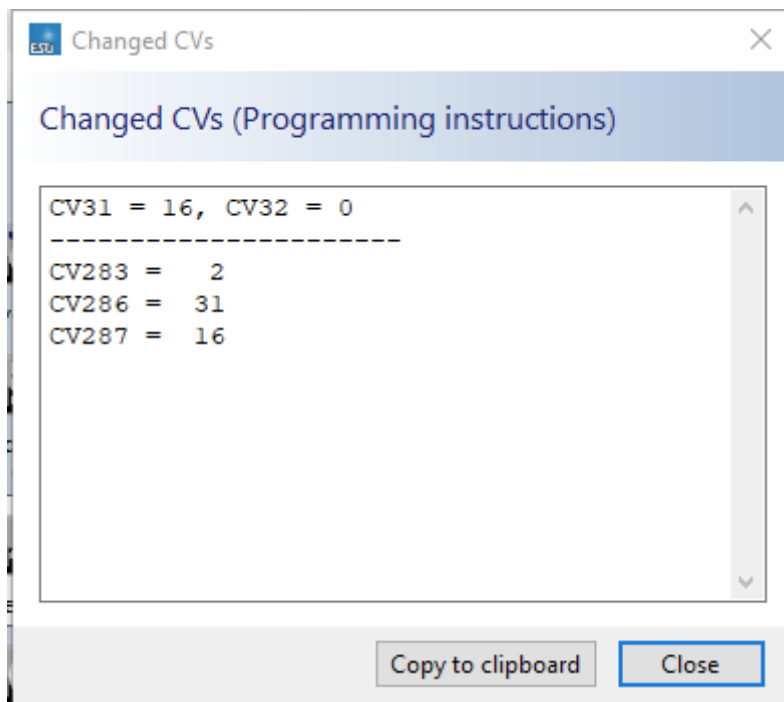 ESU Changed CVs
Changed CVs (Programming instructions)
CV31 = 16, CV32 = 0
----------------------
CV283 =   2
CV286 =  31
CV287 =  16
Copy to clipboard
Close